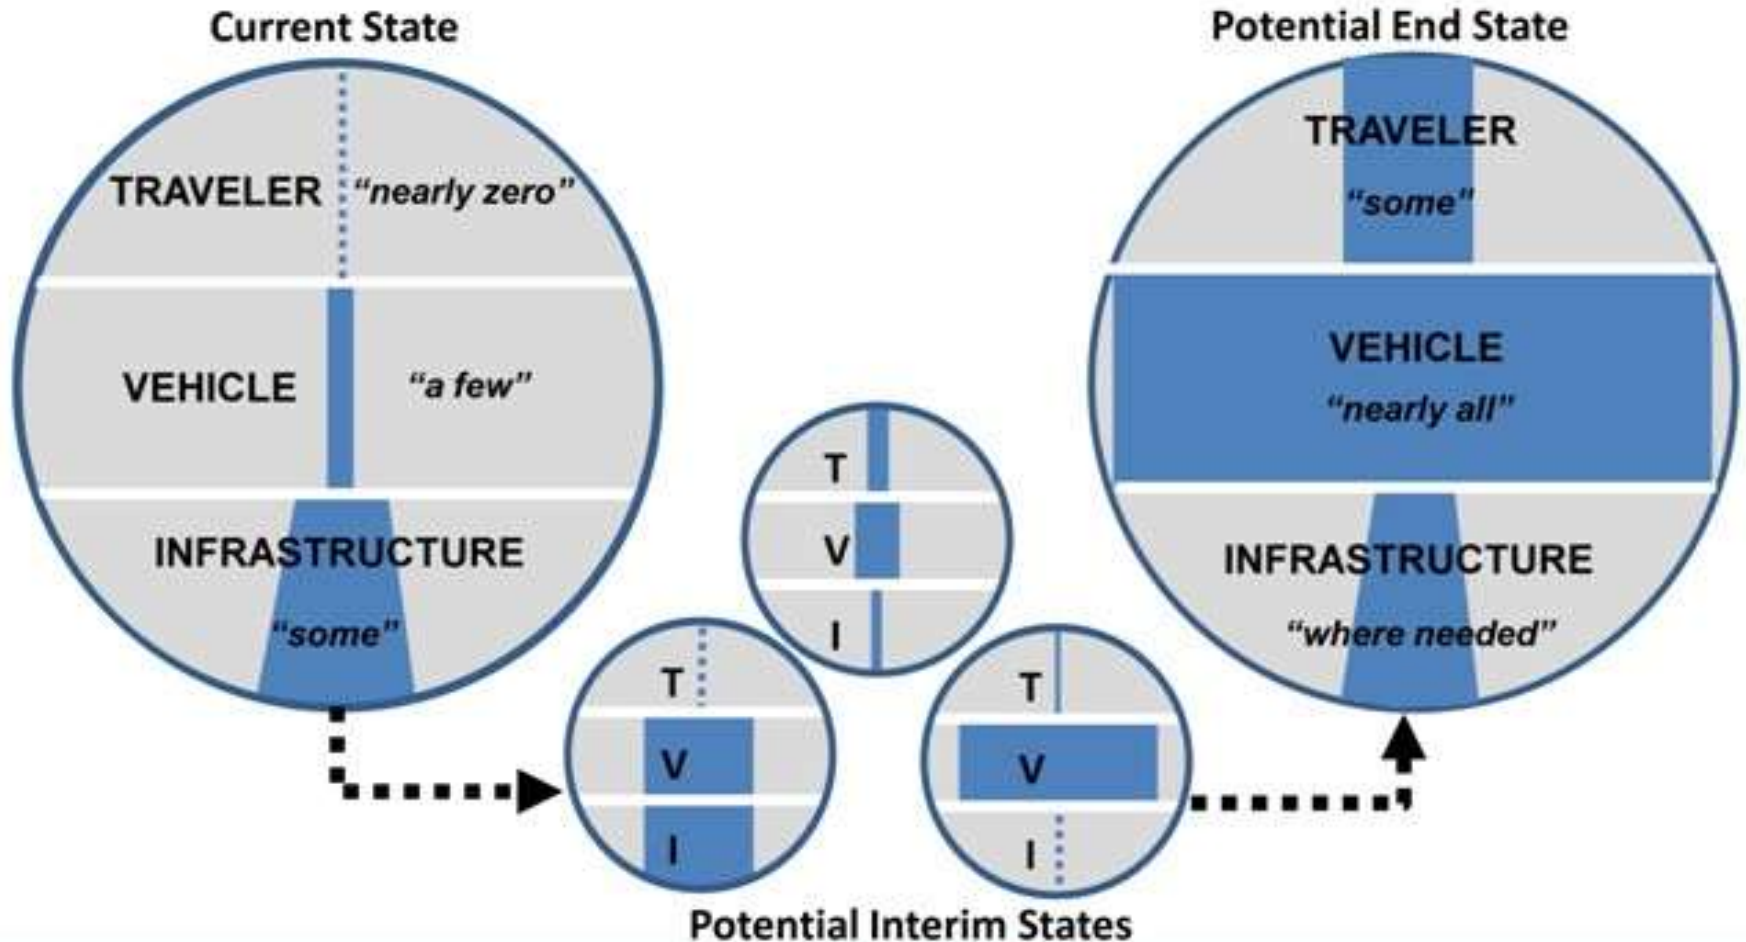 Current State
TRAVELER "nearly zero"
VEHICLE "a few"
INFRASTRUCTURE
"some"
T
V
I
T
V
I
T
V
I
Potential Interim States
Potential End State
TRAVELER
"some"
VEHICLE
"nearly all"
INFRASTRUCTURE
"where needed"